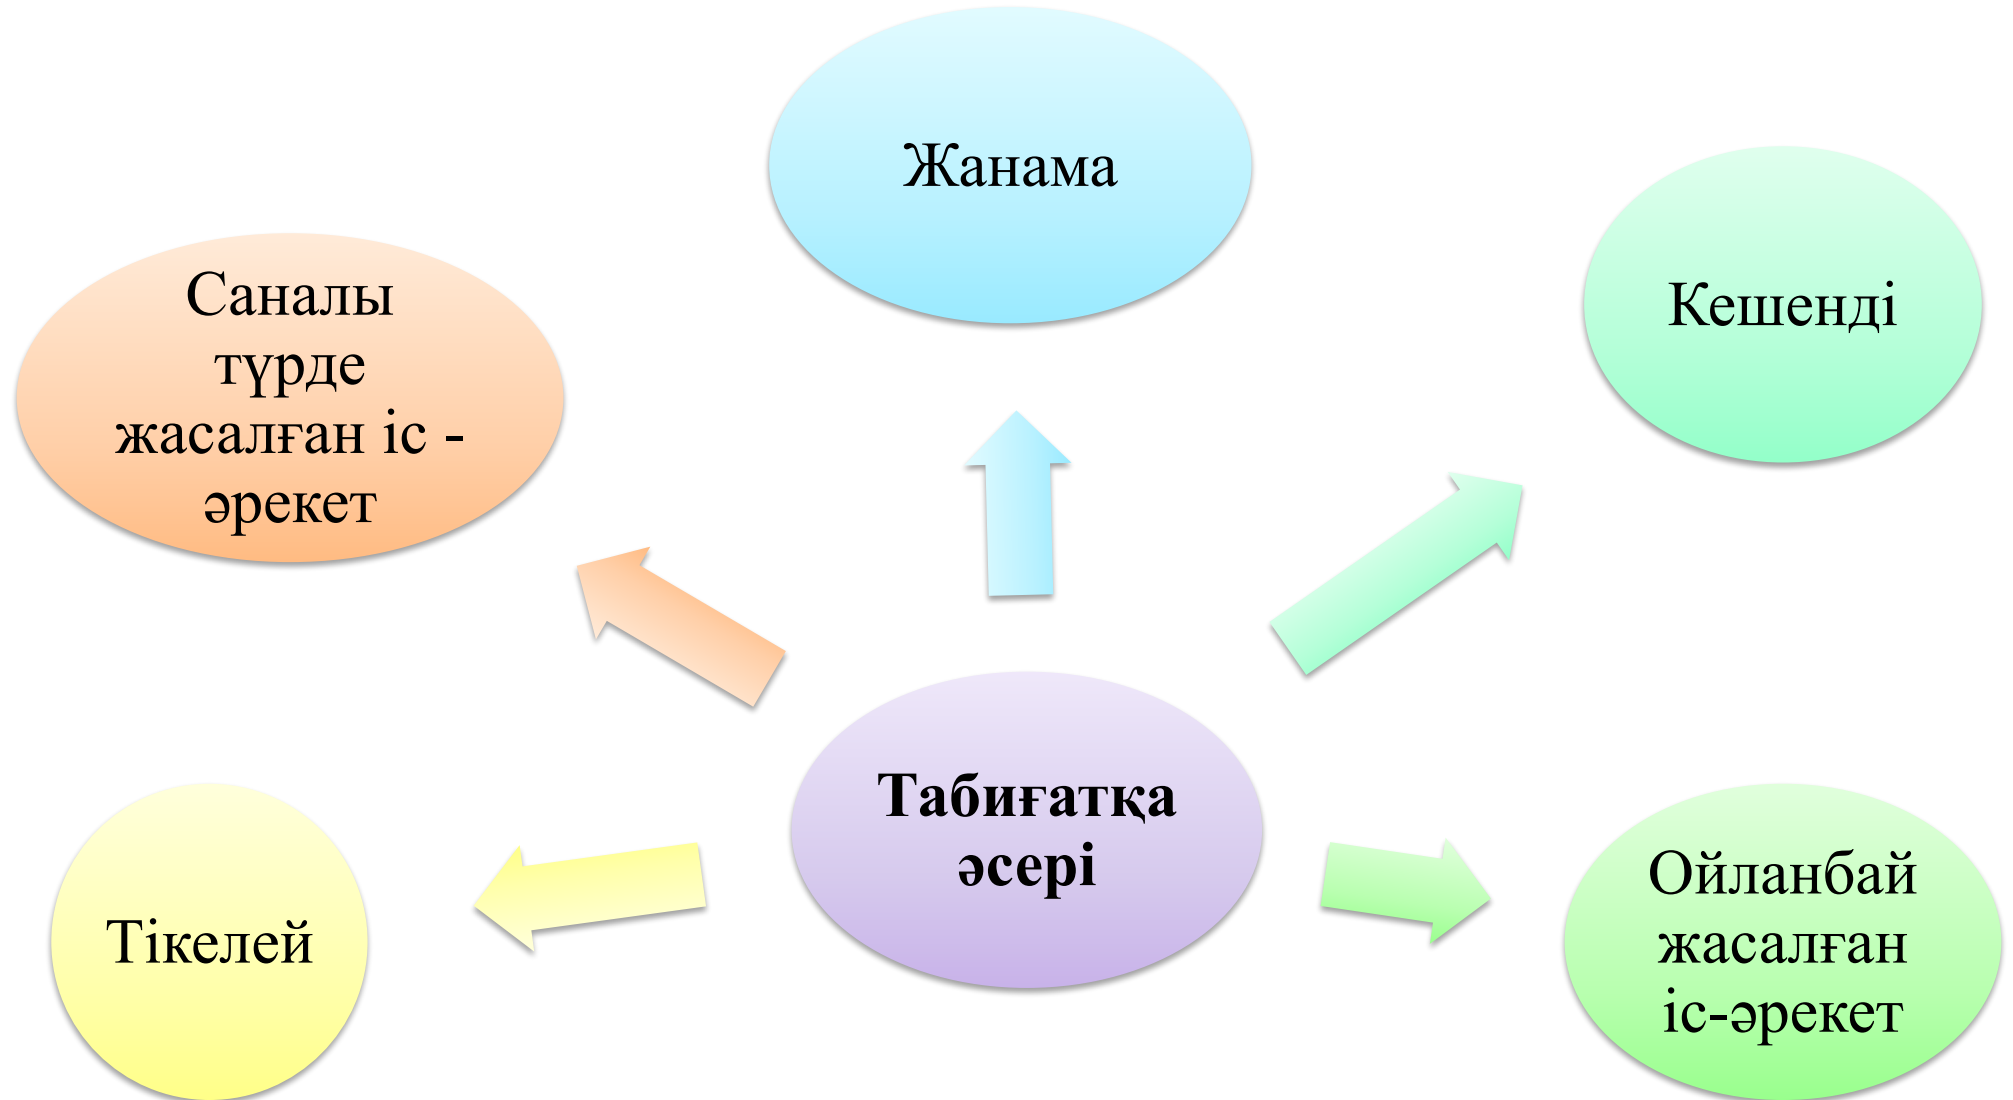 Жанама
Кешенді
Саналы
түрде
жасалған іс -
әрекет
Табиғатқа
әсері
Тікелей
Ойланбай
жасалған
іс-әрекет